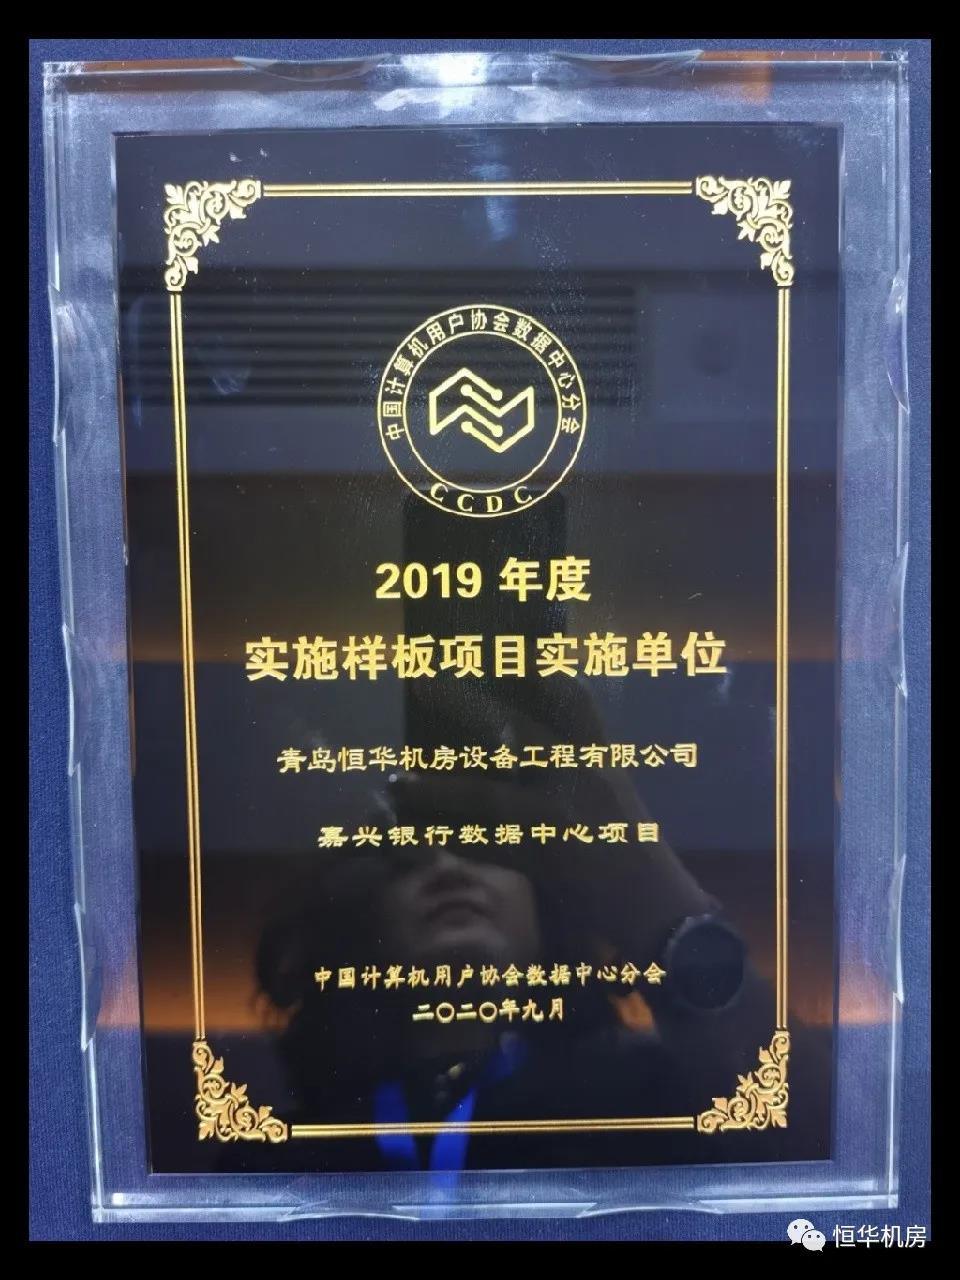 中国计算机用户协会数据中心分会
CCDC
2019 年度
实施样板项目实施单位
青岛恒华机房设备工程有限公司
嘉兴银行数据中心项目
中国计算机用户协会数据中心分会
二〇二〇年九月
恒华机房